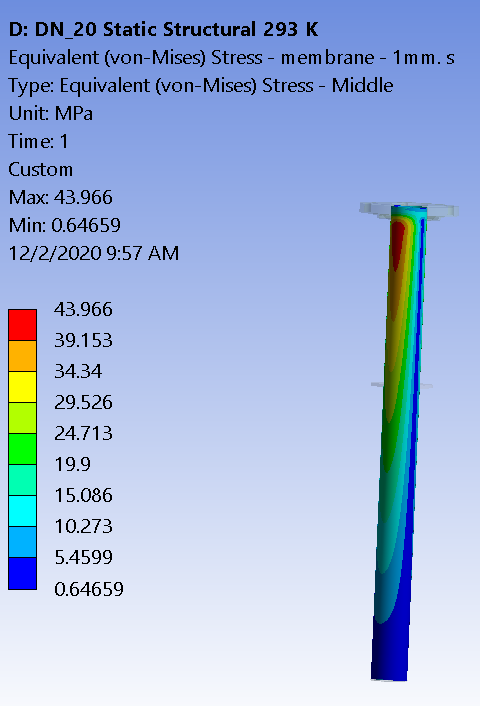 D: DN_20 Static Structural 293 K
Equivalent (von-Mises) Stress - membrane - 1mm. s
Type: Equivalent (von-Mises) Stress - Middle
Unit: MPa
Time: 1
Custom
Max: 43.966
Min: 0.64659
12/2/2020 9:57 AM
43.966
39.153
34.34
29.526
24.713
19.9
15.086
10.273
5.4599
0.64659